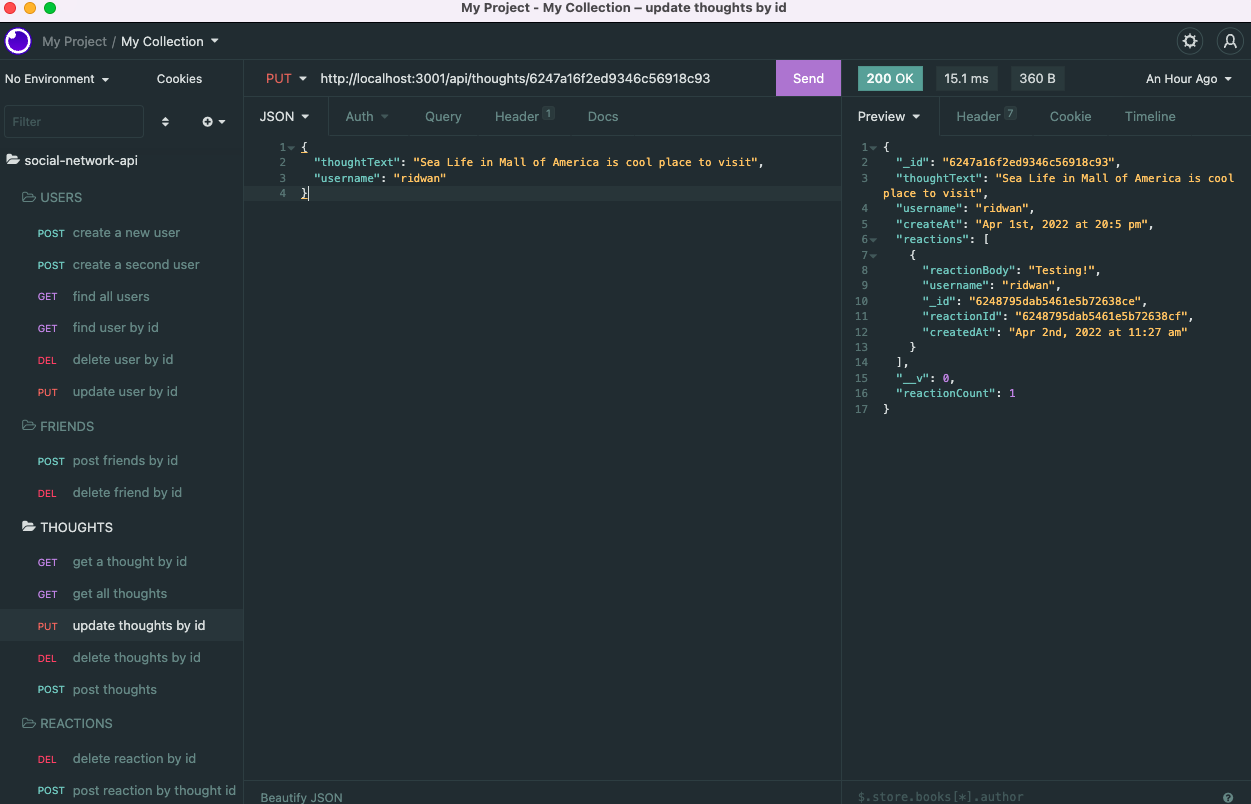 My Project - My Collection – update thoughts by id
My Project / My Collection
No Environment
Cookies
Filter
social-network-api
USERS
POST create a new user
POST create a second user
GET find all users
GET find user by id
DEL delete user by id
PUT update user by id
FRIENDS
POST post friends by id
DEL delete friend by id
THOUGHTS
GET get a thought by id
GET get all thoughts
PUT update thoughts by id
DEL delete thoughts by id
POST post thoughts
REACTIONS
DEL delete reaction by id
POST post reaction by thought id
PUT http://localhost:3001/api/thoughts/6247a16f2ed9346c56918c93 Send
JSON Auth Query Header 1 Docs
1 {
2 "thoughtText": "Sea Life in Mall of America is cool place to visit",
3 "username": "ridwan"
4 }
Beautify JSON
200 OK 15.1 ms 360 B An Hour Ago
Preview Header 7 Cookie Timeline
1 {
2 "_id": "6247a16f2ed9346c56918c93",
3 "thoughtText": "Sea Life in Mall of America is cool
place to visit",
4 "username": "ridwan",
5 "createAt": "Apr 1st, 2022 at 20:5 pm",
6 "reactions": [
7 {
8 "reactionBody": "Testing!",
9 "username": "ridwan",
10 "_id": "6248795dab5461e5b72638ce",
11 "reactionId": "6248795dab5461e5b72638cf",
12 "createdAt": "Apr 2nd, 2022 at 11:27 am"
13 }
14 ],
15 "__v": 0,
16 "reactionCount": 1
17 }
$.store.books[*].author